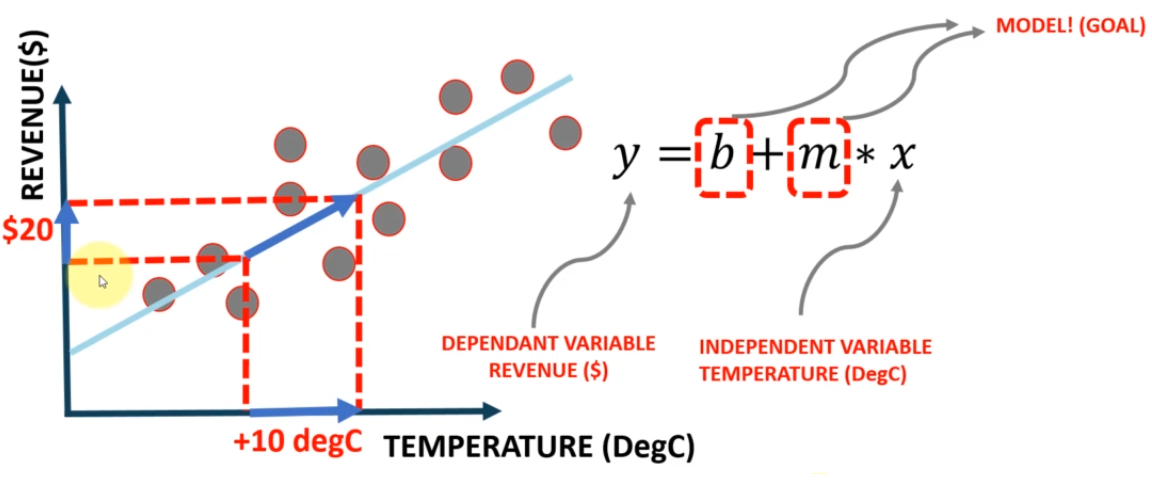 REVENUE($)
$20
+10 degC
TEMPERATURE (DegC)
MODEL! (GOAL)
y = b + m * x
DEPENDANT VARIABLE
REVENUE ($)
INDEPENDENT VARIABLE
TEMPERATURE (DegC)